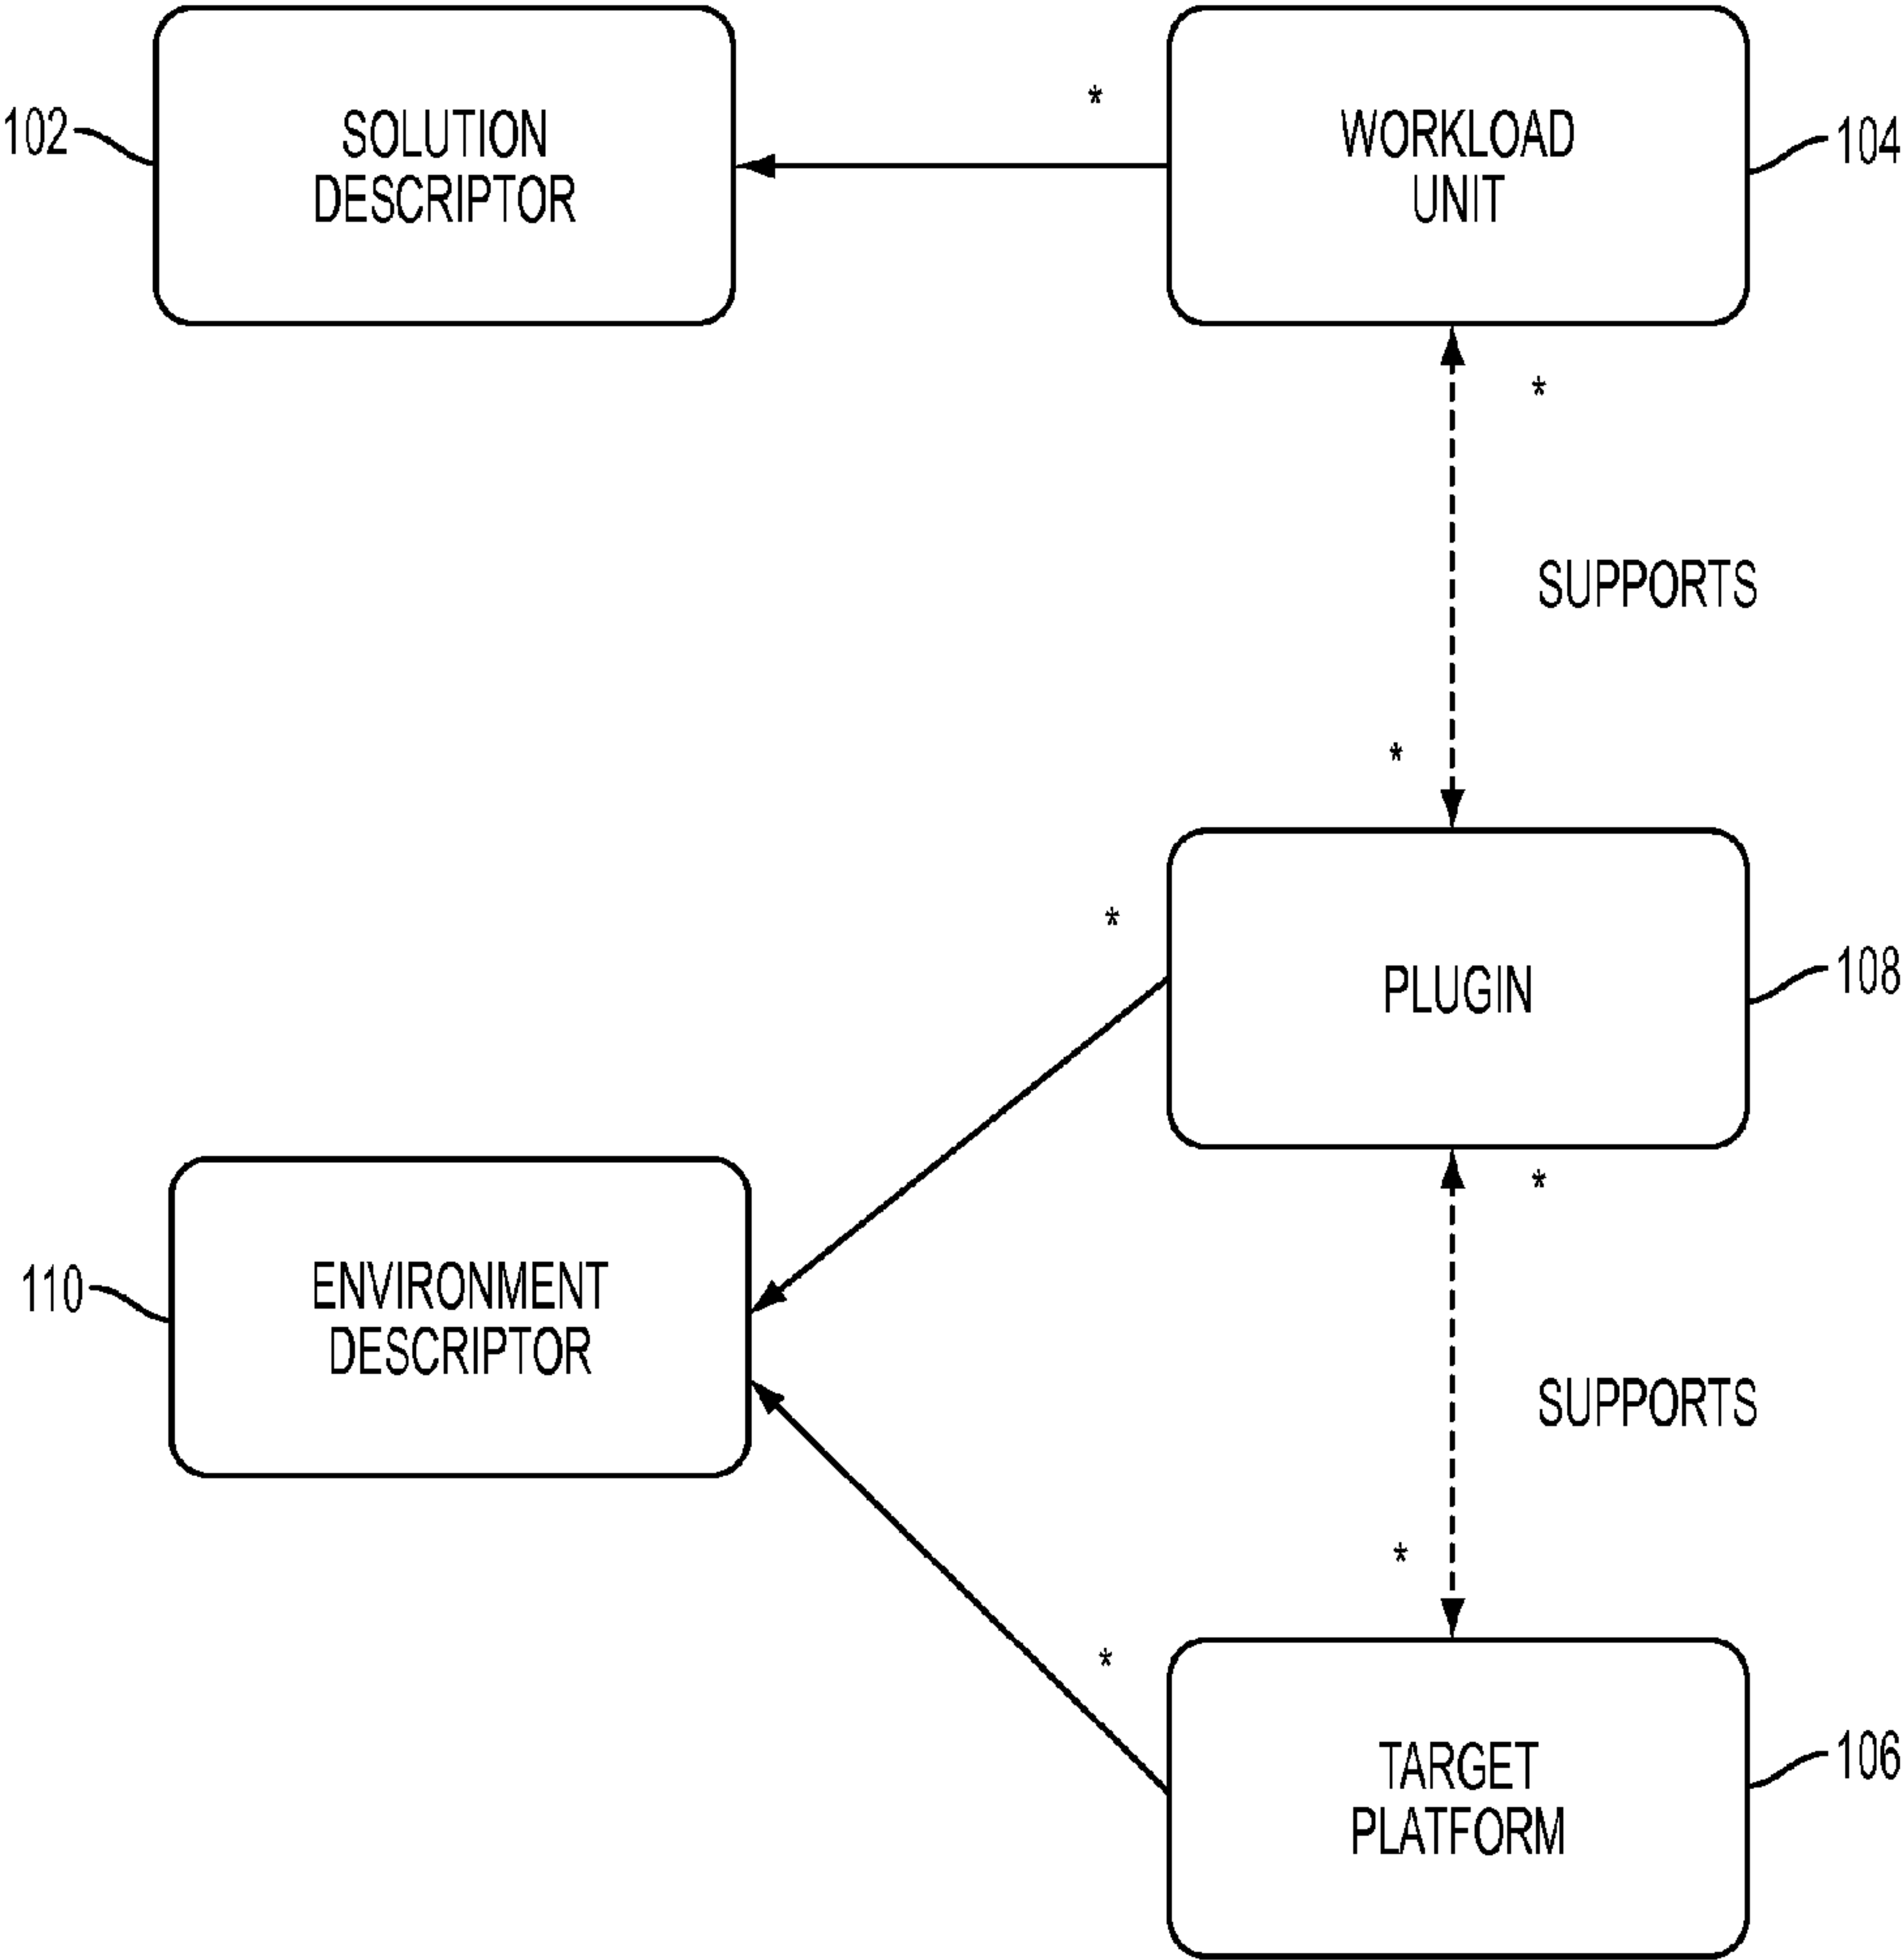 102
SOLUTION
DESCRIPTOR
*
WORKLOAD
UNIT
104
*
SUPPORTS
*
*
PLUGIN
108
*
110
ENVIRONMENT
DESCRIPTOR
SUPPORTS
*
*
TARGET
PLATFORM
106